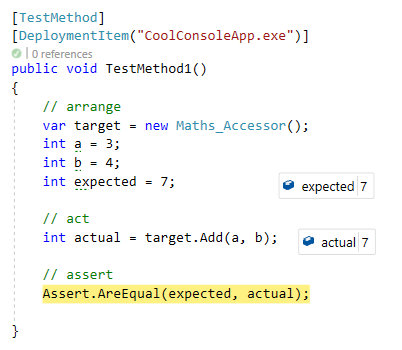 [TestMethod]
[DeploymentItem("CoolConsoleApp.exe")]
| 0 references
public void TestMethod1()
{
// arrange
var target = new Maths_Accessor();
int a = 3;
int b = 4;
int expected = 7;
expected 7
// act
int actual = target.Add(a, b);
actual 7
// assert
Assert.AreEqual(expected, actual);
}